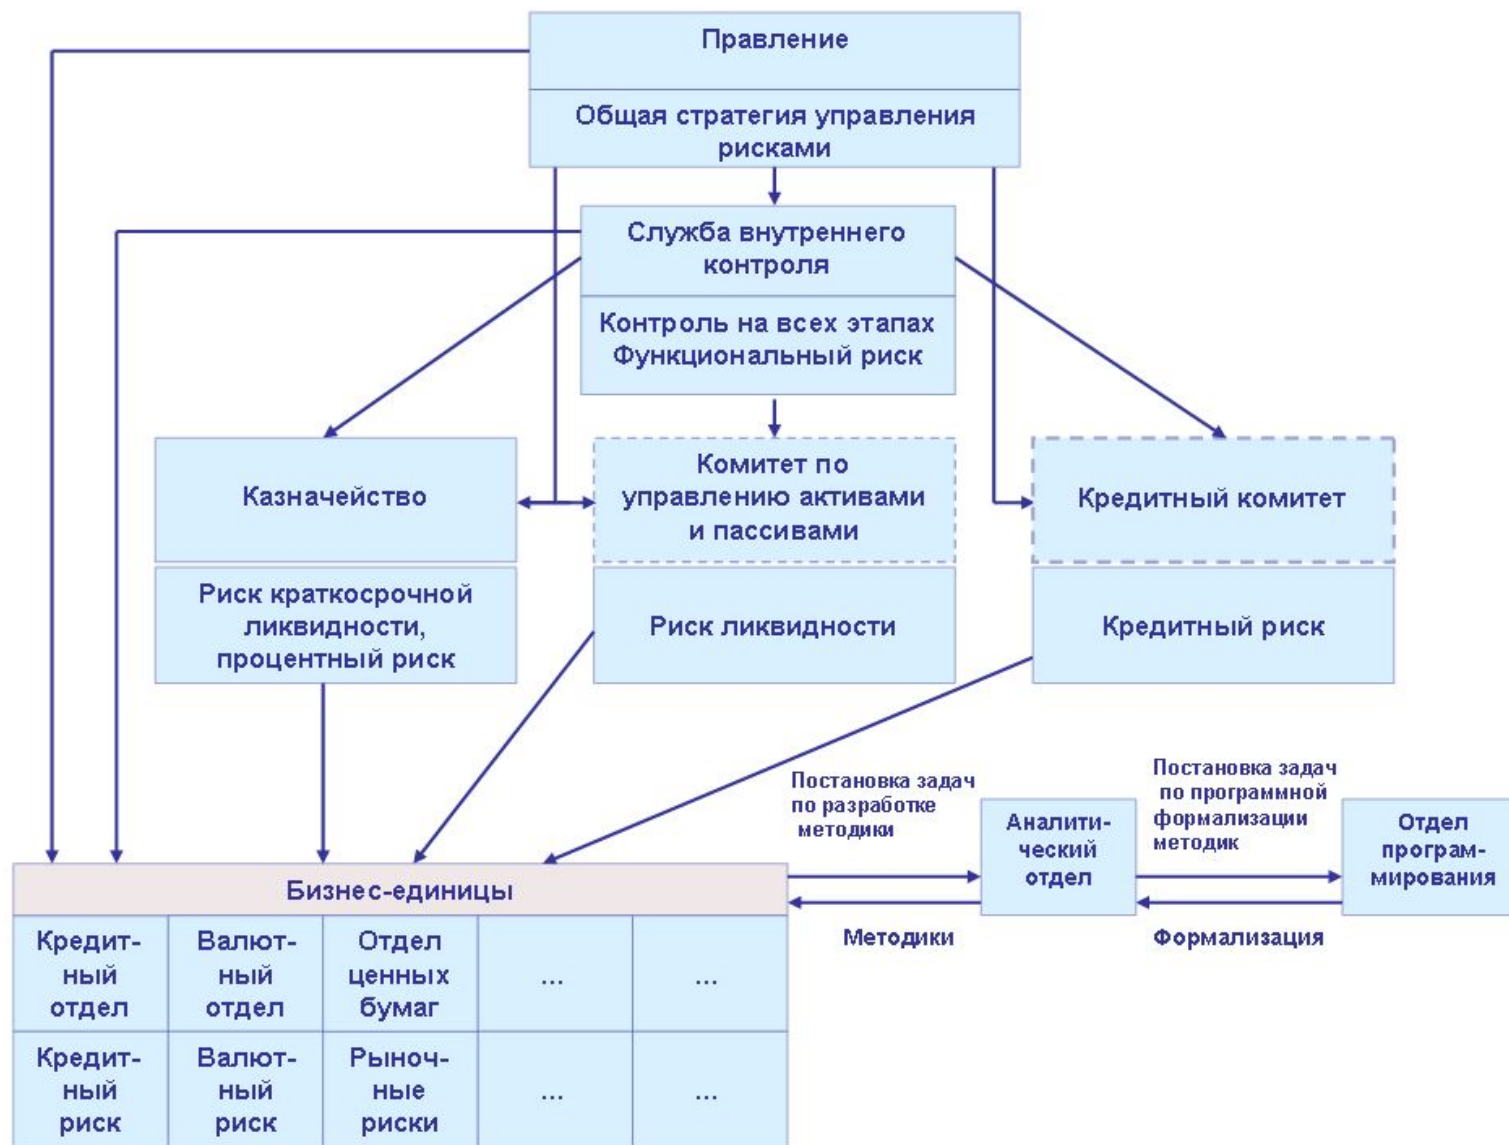 Правление
Общая стратегия управления
рисками
Служба внутреннего
контроля
Контроль на всех этапах
Функциональный риск
Казначейство
Комитет по
управлению активами
и пассивами
Кредитный комитет
Риск краткосрочной
ликвидности,
процентный риск
Риск ликвидности
Кредитный риск
Постановка задач
по разработке
методики
Аналити-
ческий
отдел
Постановка задач
по программной
формализации
методик
Отдел
програм-
мирования
Методики
Формализация
Бизнес-единицы
Кредит-
ный
отдел
Валют-
ный
отдел
Отдел
ценных
бумаг
...
...
Кредит-
ный
риск
Валют-
ный
риск
Рыноч-
ные
риски
...
...